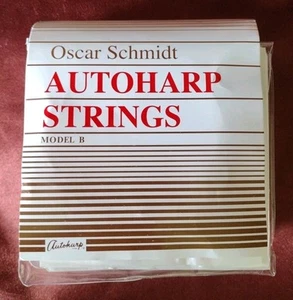 Oscar Schmidt
AUTOHARP
STRINGS
MODEL B
Autoharp